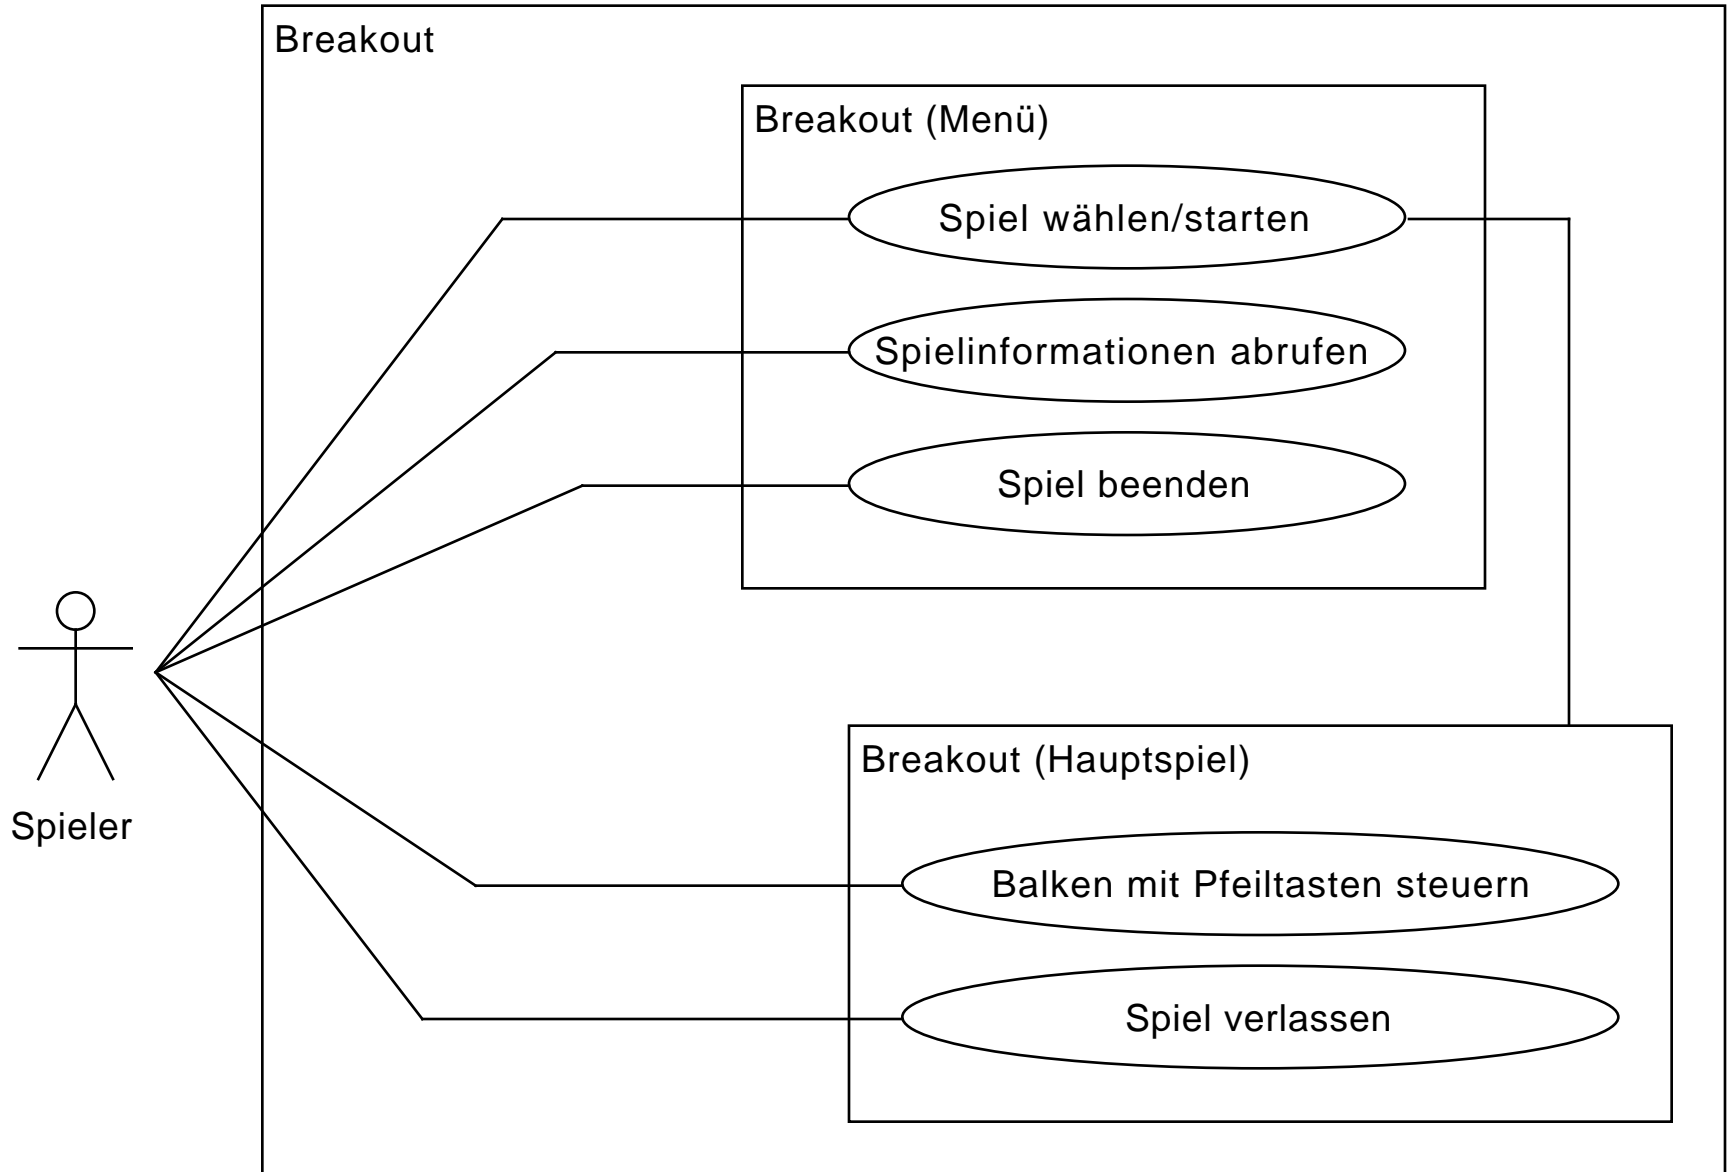 Breakout
Breakout (Menü)
Spiel wählen/starten
Spielinformationen abrufen
Spiel beenden
Spieler
Breakout (Hauptspiel)
Balken mit Pfeiltasten steuern
Spiel verlassen